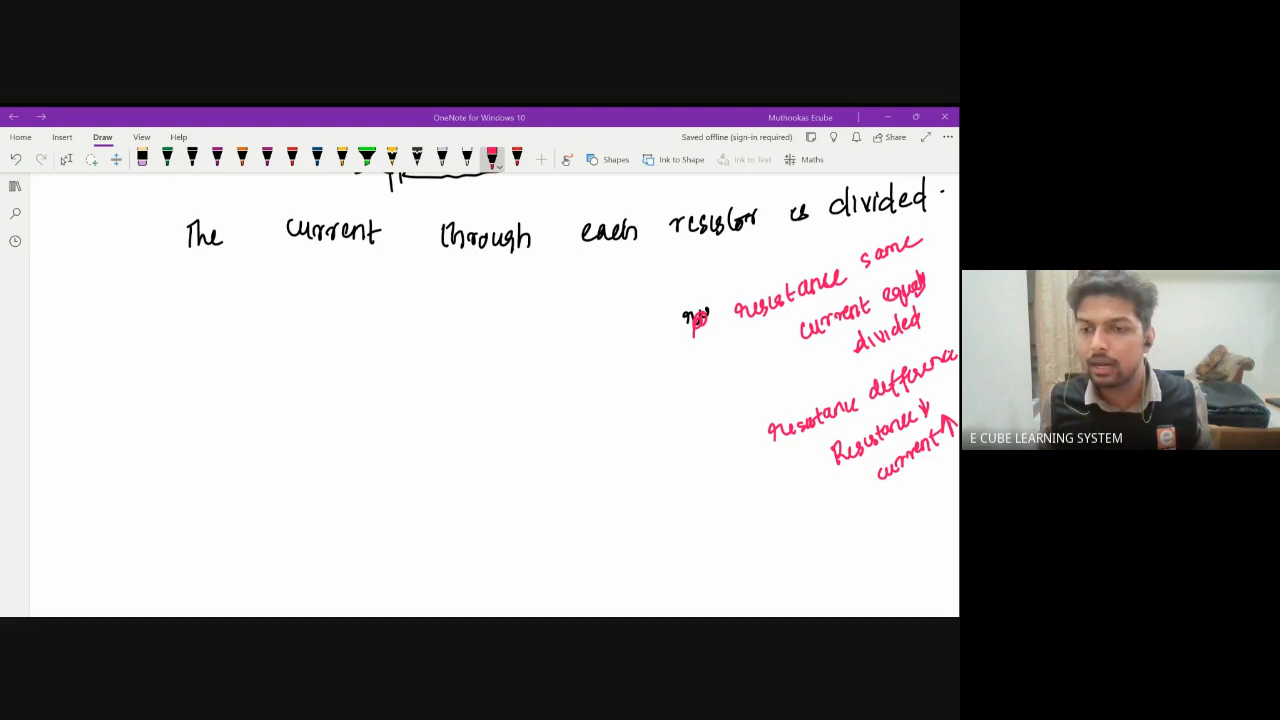 OneNote for Windows 10
Muthookas Ecube
Home Insert Draw View Help
Saved offline (sign-in required)
Share
Shapes
Ink to Shape
Ink to Text
Maths
The current through each resistor is divided.
resistance same
current equal
divided
resistance difference
Resistance ↓
current ↑
E CUBE LEARNING SYSTEM
e